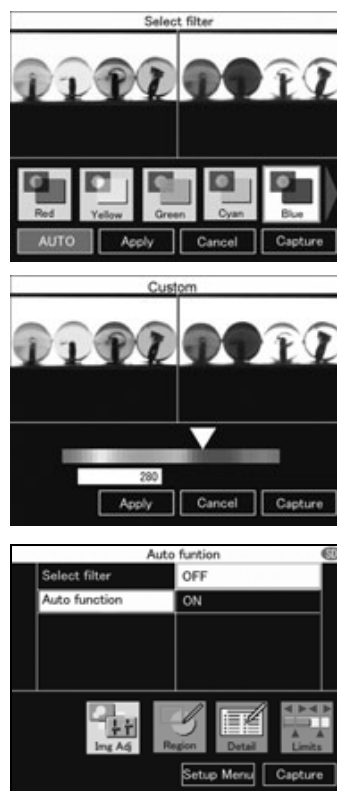 Select filter
Red Yellow Green Cyan Blue
AUTO Apply Cancel Capture
Custom
280
Apply Cancel Capture
Auto funtion SD
Select filter OFF
Auto function ON
Img Adj Region Detail Limits
Setup Menu Capture